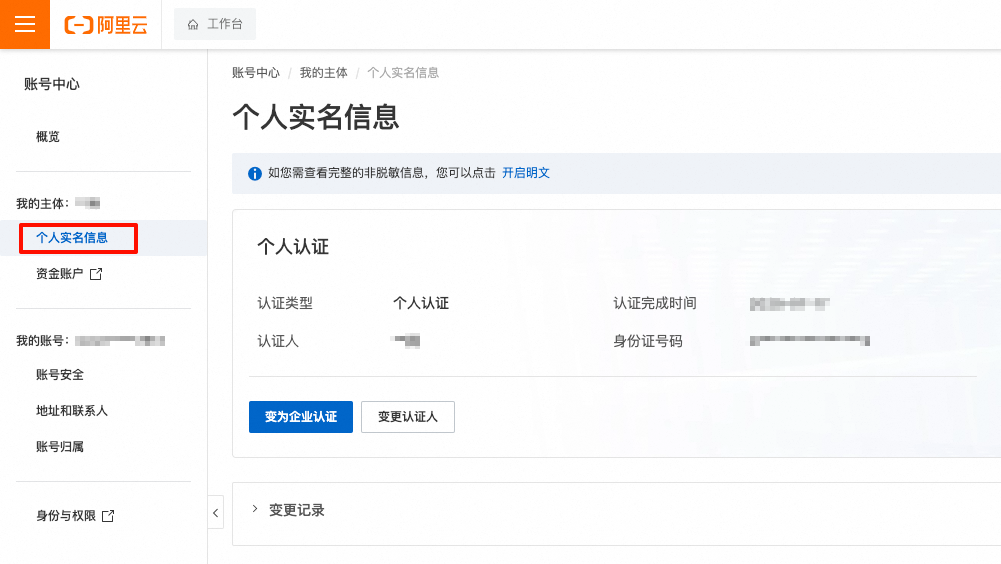 阿里云
工作台
账号中心
概览
我的主体：
个人实名信息
资金账户
我的账号：
账号安全
地址和联系人
账号归属
身份与权限
账号中心 / 我的主体 / 个人实名信息
个人实名信息
如您需查看完整的非脱敏信息，您可以点击 开启明文
个人认证
认证类型 个人认证 认证完成时间
认证人 身份证号码
变为企业认证 变更认证人
变更记录